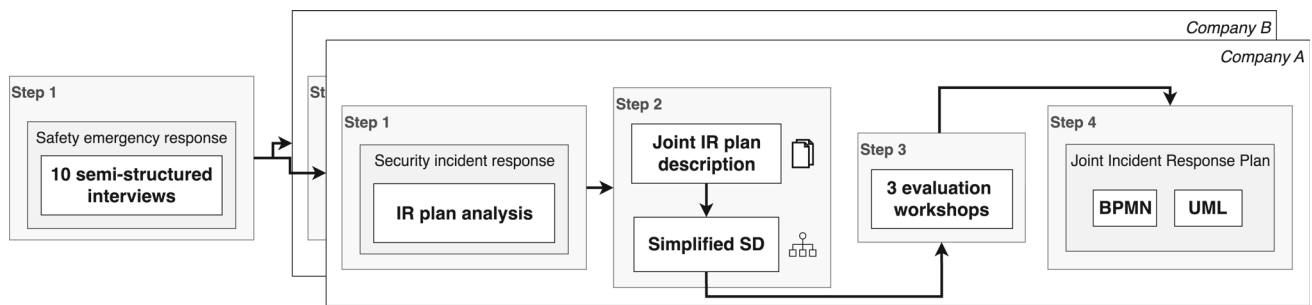 Company B
Company A
Step 1
Safety emergency response
10 semi-structured
interviews
St
Step 1
Security incident response
IR plan analysis
Step 2
Joint IR plan
description
Simplified SD
Step 3
3 evaluation
workshops
Step 4
Joint Incident Response Plan
BPMN
UML